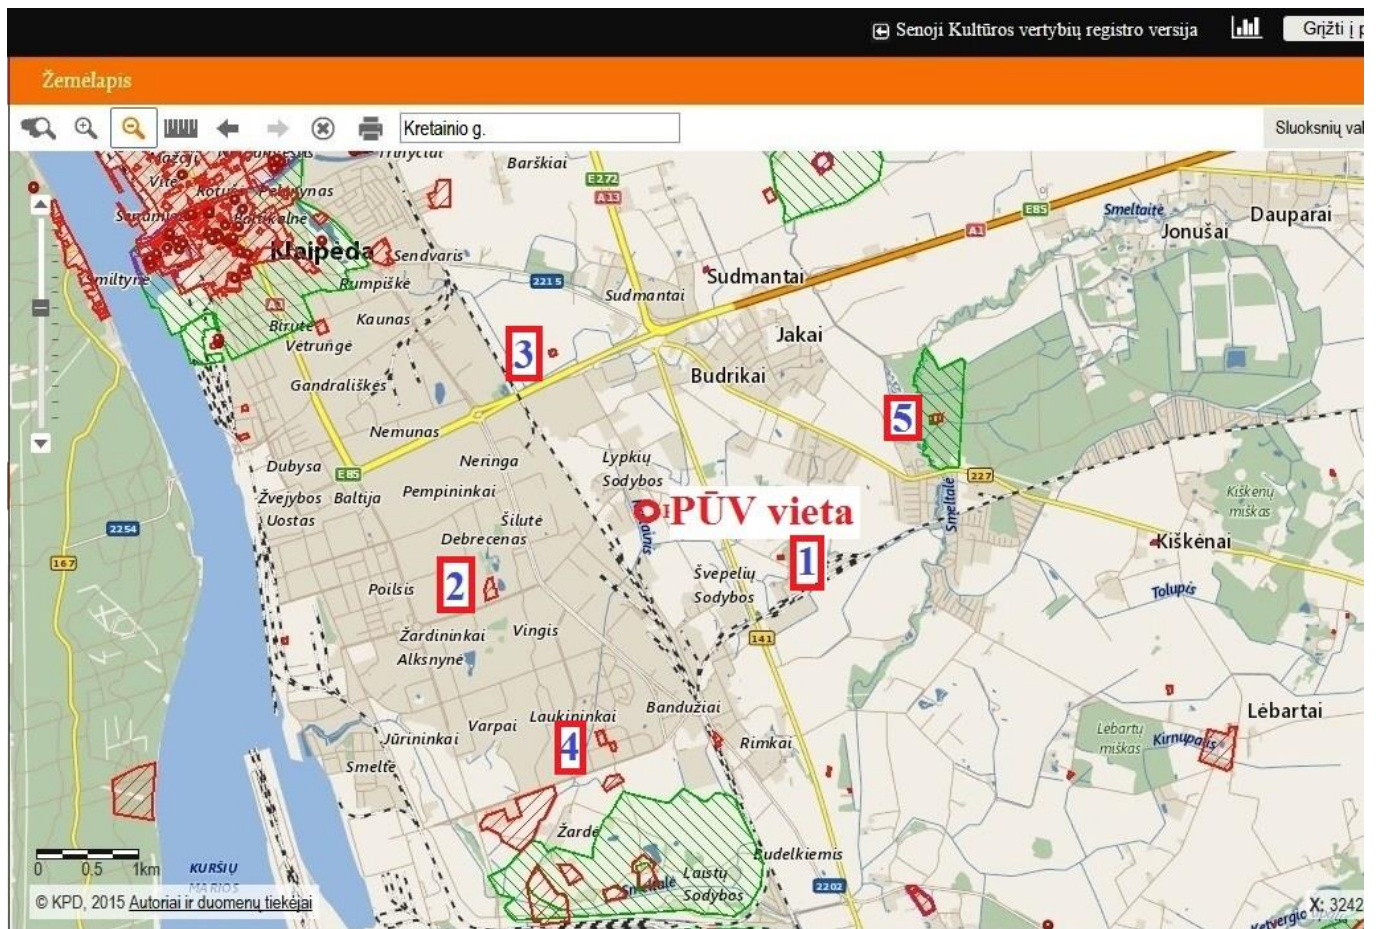 Senoji Kultūros vertybių registro versija
Grįžti į p
Žemėlapis
Kretainio g.
Sluoksnių val
Barškiai
E272
A13
Smeltaitė
E85
Dauparai
Jonušai
A1
Klaipėda
Sendvaris
Smiltynė
Rumpiškė
2215
Sudmantai
Sudmantai
A1
Birutė
Kaunas
Vėtrungė
Jakai
3
Budrikai
Gandrališkės
5
Nemunas
Neringa
Lypkių
Sodybos
E85
Dubysa
227
Žvejybos
Uostas
Baltija
Pempininkai
Smeltalė
Kiškėnų
miškas
Šilutė
PŪV vieta
2254
Debrecenas
Kiškėnai
167
1
2
Švepelių
Sodybos
Poilsis
Tolupis
Žardininkai
Vingis
141
Alksnynė
Bandužiai
Laukininkai
Varpai
Lėbartai
4
Jūrininkai
Rimkai
Lėbartų
miškas
Kirnupalis
Smeltė
Žardė
Budelkiemis
0
0.5
1km
KURŠIŲ
MARIOS
Smeltalė
Laistų
Sodybos
2202
© KPD, 2015 Autoriai ir duomenų tiekėjai
X: 3242